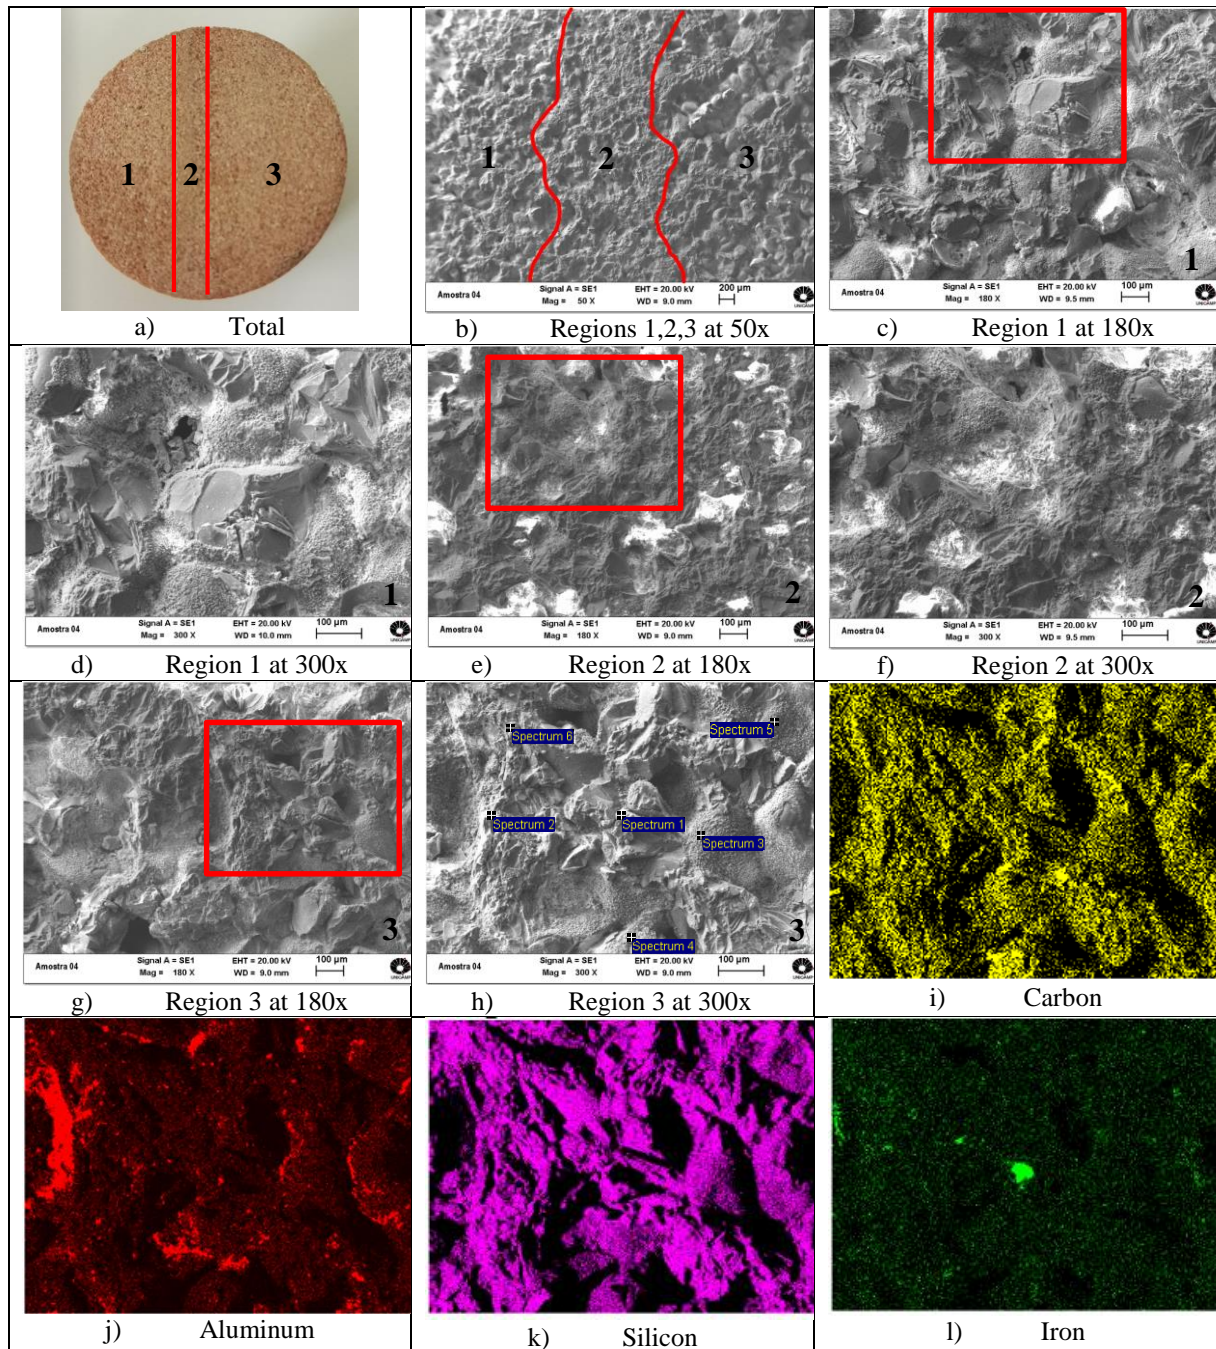 1
2
3
a) Total
1
2
3
Amostra 04
Signal A = SE1
Mag = 50 X
EHT = 20.00 kV
WD = 9.0 mm
200 µm
UNICAMP
b) Regions 1,2,3 at 50x
1
Amostra 04
Signal A = SE1
Mag = 180 X
EHT = 20.00 kV
WD = 9.5 mm
100 µm
UNICAMP
c) Region 1 at 180x
1
Amostra 04
Signal A = SE1
Mag = 300 X
EHT = 20.00 kV
WD = 10.0 mm
100 µm
UNICAMP
d) Region 1 at 300x
2
Amostra 04
Signal A = SE1
Mag = 180 X
EHT = 20.00 kV
WD = 9.0 mm
100 µm
UNICAMP
e) Region 2 at 180x
2
Amostra 04
Signal A = SE1
Mag = 300 X
EHT = 20.00 kV
WD = 9.5 mm
100 µm
UNICAMP
f) Region 2 at 300x
3
Amostra 04
Signal A = SE1
Mag = 180 X
EHT = 20.00 kV
WD = 9.0 mm
100 µm
UNICAMP
g) Region 3 at 180x
Spectrum 6
Spectrum 5
Spectrum 2
Spectrum 1
Spectrum 3
Spectrum 4
3
Amostra 04
Signal A = SE1
Mag = 300 X
EHT = 20.00 kV
WD = 9.0 mm
100 µm
UNICAMP
h) Region 3 at 300x
i) Carbon
j) Aluminum
k) Silicon
l) Iron